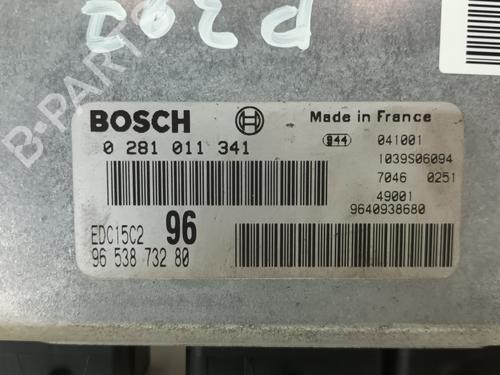 B-PARTS
BOSCH
Made in France
0 281 011 341
944 041001
1039S06094
7046 0251
49001
9640938680
EDC15C2 96
96 538 732 80